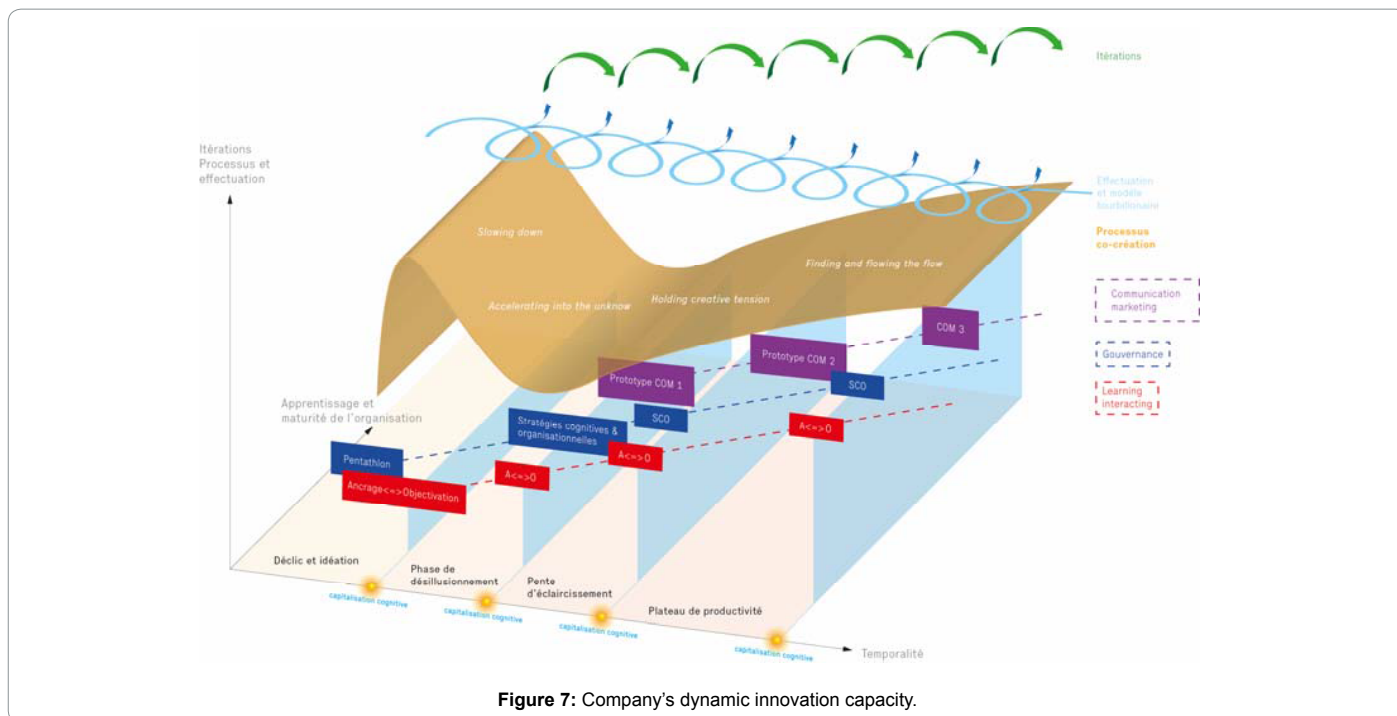 Itérations
Itérations
Processus et
effectuation
Effectuation
et modèle
tourbillonaire
Slowing down
Processus
co-création
Finding and flowing the flow
Accelerating into the unknow
Holding creative tension
Communication
marketing
COM 3
Prototype COM 2
Gouvernance
Prototype COM 1
SCO
Learning
interacting
Apprentissage et
maturité de l'organisation
SCO
Stratégies cognitives &
organisationnelles
A<=>O
A<=>O
Pentathlon
A<=>O
Ancrage<=>Objectivation
Déclic et idéation
Phase de
désillusionnement
Pente
d'éclaircissement
Plateau de productivité
capitalisation cognitive
capitalisation cognitive
capitalisation cognitive
capitalisation cognitive
Temporalité
Figure 7: Company's dynamic innovation capacity.